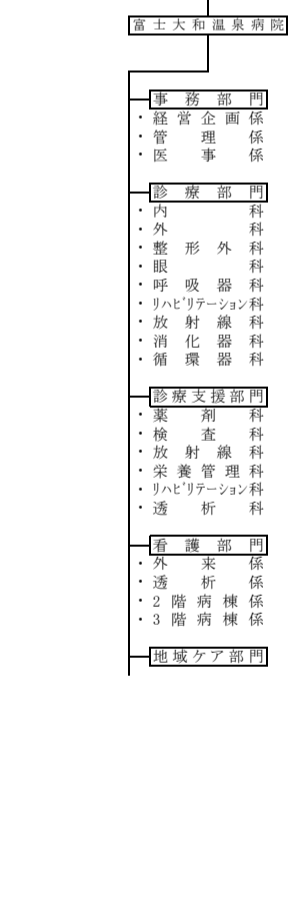 富士大和温泉病院
事務部門
・経営企画係
・管理係
・医事係
診療部門
・内科
・外科
・整形外科
・眼科
・呼吸器科
・ﾘﾊﾋﾞﾘﾃｰｼｮﾝ科
・放射線科
・消化器科
・循環器科
診療支援部門
・薬剤科
・検査科
・放射線科
・栄養管理科
・ﾘﾊﾋﾞﾘﾃｰｼｮﾝ科
・透析科
看護部門
・外来係
・透析係
・2階病棟係
・3階病棟係
地域ケア部門